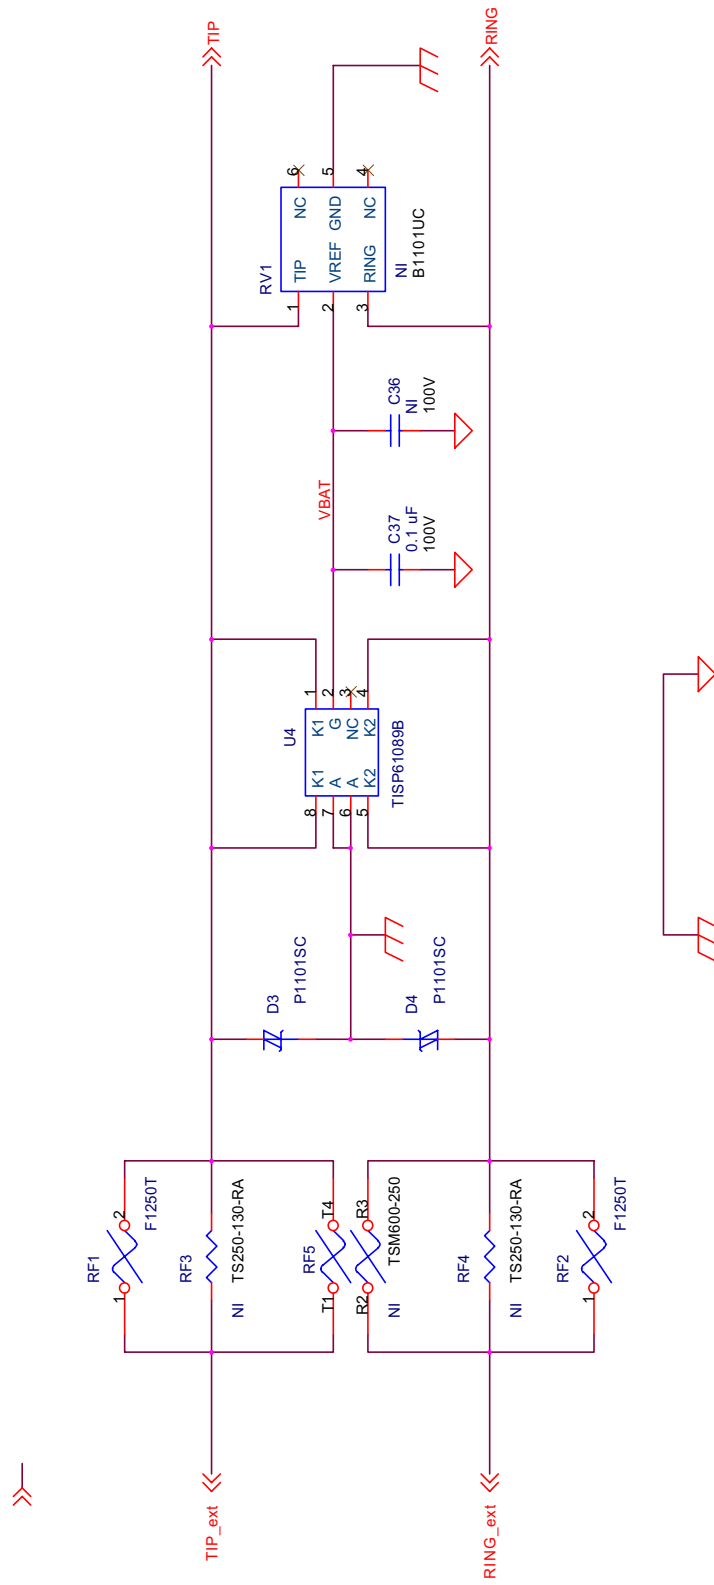 TIP
RING
6
5
4
NC
GND
NC
TIP
VREF
RING
RV1
NI
B1101UC
1
2
3
C36
NI
100V
VBAT
C37
0.1 uF
100V
1
2
3
4
K1
G
NC
K2
U4
K1
A
A
K2
TISP61089B
8
7
6
5
D3
P1101SC
D4
P1101SC
RF1
1
2
F1250T
RF3
TS250-130-RA
NI
RF5
T1
T4
R2
R3
TSM600-250
NI
RF4
TS250-130-RA
NI
RF2
1
2
F1250T
TIP_ext
RING_ext